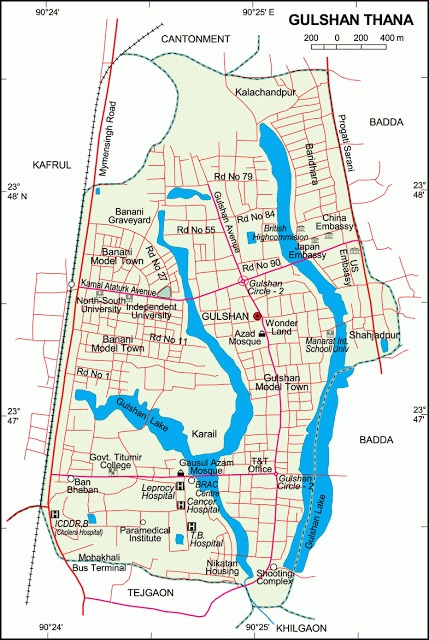 90°24'
90°25' E
GULSHAN THANA
200 0 200 400 m
CANTONMENT
Kalachandpur
Mymensingh Road
Progati Sarani
BADDA
Baridhara
KAFRUL
Rd No 79
23°
48' N
23°
48'
Gulshan Avenue
Banani
Graveyard
Rd No 84
Rd No 55
British
Highcommision
China
Embassy
Japan
Embassy
US
Embassy
Banani
Model Town
Rd No 27
Rd No 90
Kamal Ataturk Avenue
Gulshan
Circle - 2
North-South
University
Independent
University
GULSHAN
Wonder
Land
Azad
Mosque
Rd No 11
Banani
Model Town
Manarat Int.
School Univ
Shahjadpur
Rd No 1
Gulshan
Model Town
Gulshan Lake
23°
47'
23°
47'
Karail
BADDA
Govt. Titumir
College
Gausul Azam
Mosque
T&T
Office
Ban
Bhaban
Leprocy
Hospital
BRAC
Centre
Gulshan
Circle - 2
Cancer
Hospital
Gulshan Lake
ICDDR,B
(Cholera Hospital)
Paramedical
Institute
T.B.
Hospital
Mohakhali
Bus Terminal
Nikatan
Housing
Shooting
Complex
TEJGAON
KHILGAON
90°24'
90°25'